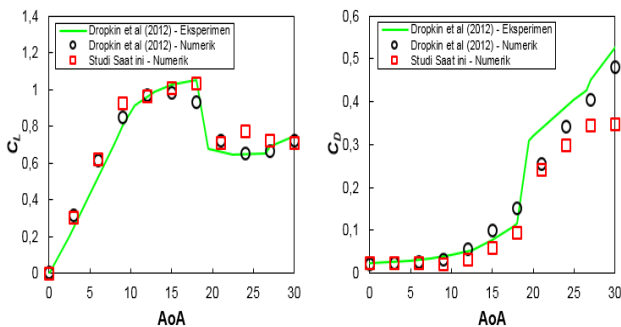 1,4
1,2
1
0,8
0,6
0,4
0,2
0
C_L
Dropkin et al (2012) - Eksperimen
Dropkin et al (2012) - Numerik
Studi Saat ini - Numerik
0 5 10 15 20 25 30
AoA
0,6
0,5
0,4
0,3
0,2
0,1
0
C_D
Dropkin et al (2012) - Eksperimen
Dropkin et al (2012) - Numerik
Studi Saat ini - Numerik
0 5 10 15 20 25 30
AoA